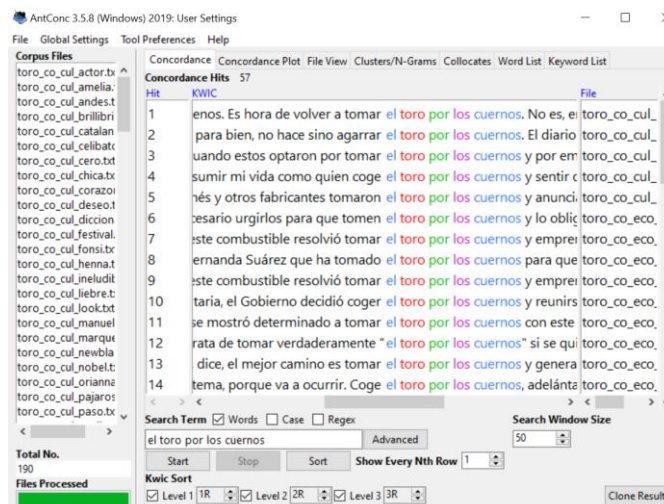 AntConc 3.5.8 (Windows) 2019: User Settings
File Global Settings Tool Preferences Help
Corpus Files
toro_co_cul_actor.tx
toro_co_cul_amelia.
toro_co_cul_andes.t
toro_co_cul_brillibri
toro_co_cul_catalan
toro_co_cul_celibato
toro_co_cul_cero.txt
toro_co_cul_chica.tx
toro_co_cul_corazo
toro_co_cul_deseo.t
toro_co_cul_diccion
toro_co_cul_festival.
toro_co_cul_fonsi.tx
toro_co_cul_henna.t
toro_co_cul_ineludib
toro_co_cul_liebre.t
toro_co_cul_look.txt
toro_co_cul_manuel
toro_co_cul_marque
toro_co_cul_newbla
toro_co_cul_nobel.t
toro_co_cul_orianna
toro_co_cul_pajaros
toro_co_cul_paso.tx
Total No.
190
Files Processed
Concordance Concordance Plot File View Clusters/N-Grams Collocates Word List Keyword List
Concordance Hits 57
Hit KWIC File
1 enos. Es hora de volver a tomar el toro por los cuernos. No es, e toro_co_cul_
2 para bien, no hace sino agarrar el toro por los cuernos. El diario toro_co_cul_
3 uando estos optaron por tomar el toro por los cuernos y por em toro_co_cul_
4 sumir mi vida como quien coge el toro por los cuernos y sentir c toro_co_cul_
5 nés y otros fabricantes tomaron el toro por los cuernos y anunci toro_co_cul_
6 cesario urgirlos para que tomen el toro por los cuernos y lo oblig toro_co_eco_
7 este combustible resolvió tomar el toro por los cuernos y emprer toro_co_eco_
8 ernanda Suárez que ha tomado el toro por los cuernos para que toro_co_eco_
9 este combustible resolvió tomar el toro por los cuernos y emprer toro_co_eco_
10 taria, el Gobierno decidió coger el toro por los cuernos y reunirs toro_co_eco_
11 se mostró determinado a tomar el toro por los cuernos con este toro_co_eco_
12 rata de tomar verdaderamente "el toro por los cuernos" si se qui toro_co_eco_
13 dice, el mejor camino es tomar el toro por los cuernos y genera toro_co_eco_
14 tema, porque va a ocurrir. Coge el toro por los cuernos, adelánta toro_co_eco_
Search Term Words Case Regex Search Window Size
el toro por los cuernos Advanced 50
Start Stop Sort Show Every Nth Row 1
Kwic Sort
Level 1 1R Level 2 2R Level 3 3R Clone Result